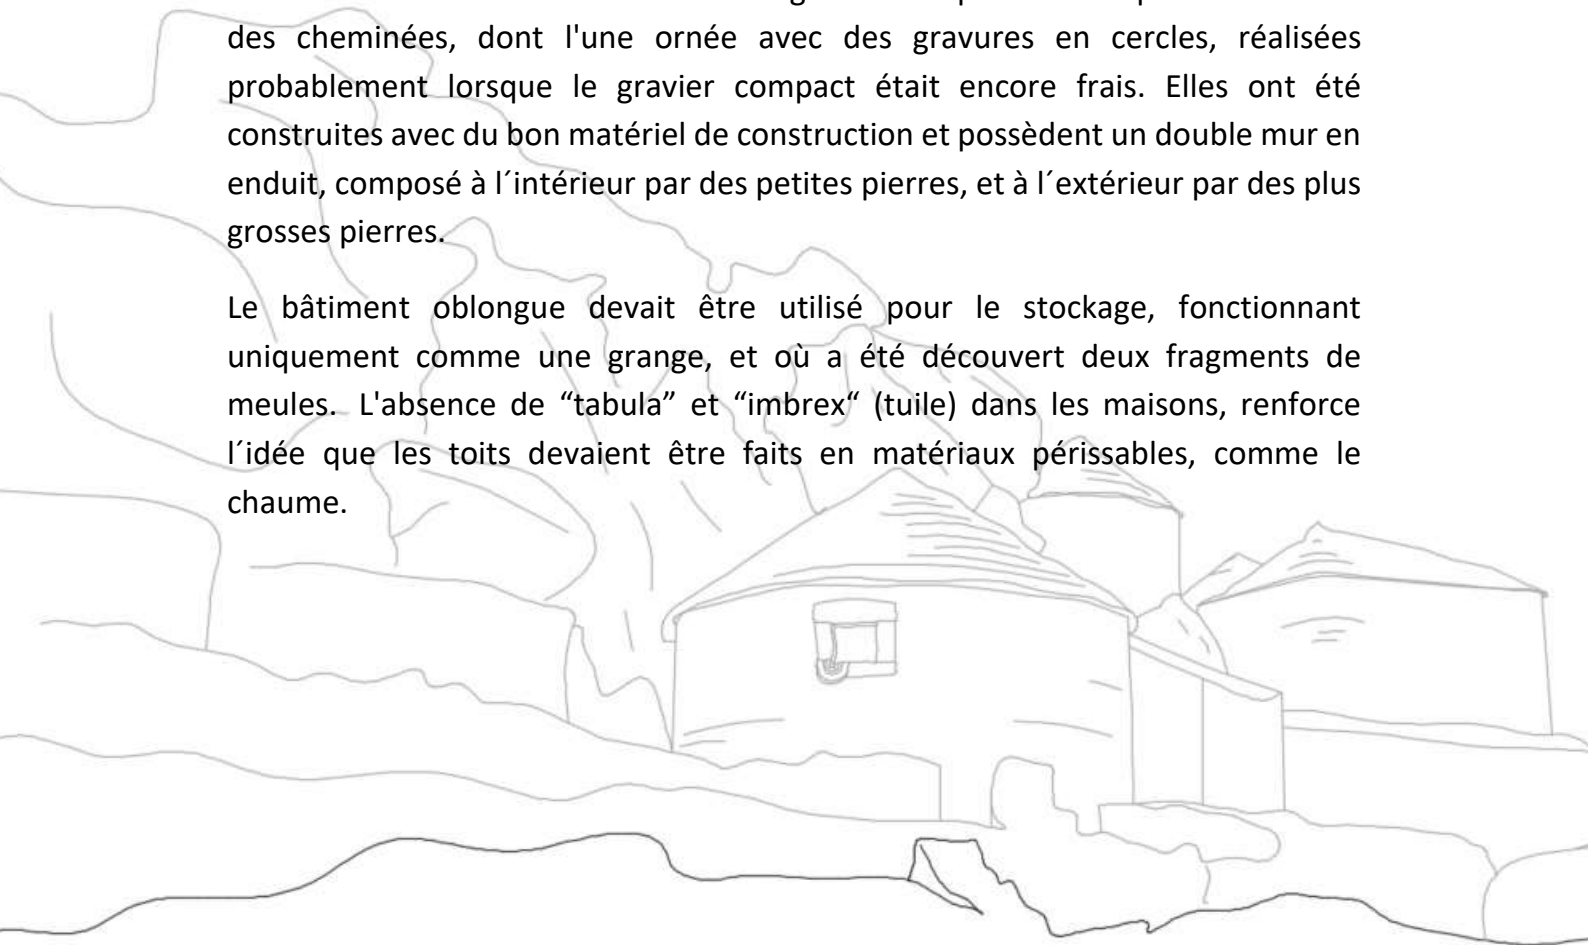 des cheminées, dont l'une ornée avec des gravures en cercles, réalisées
probablement lorsque le gravier compact était encore frais. Elles ont été
construites avec du bon matériel de construction et possèdent un double mur en
enduit, composé à l´intérieur par des petites pierres, et à l´extérieur par des plus
grosses pierres.
Le bâtiment oblongue devait être utilisé pour le stockage, fonctionnant
uniquement comme une grange, et où a été découvert deux fragments de
meules. L'absence de “tabula” et “imbrex“ (tuile) dans les maisons, renforce
l´idée que les toits devaient être faits en matériaux périssables, comme le
chaume.